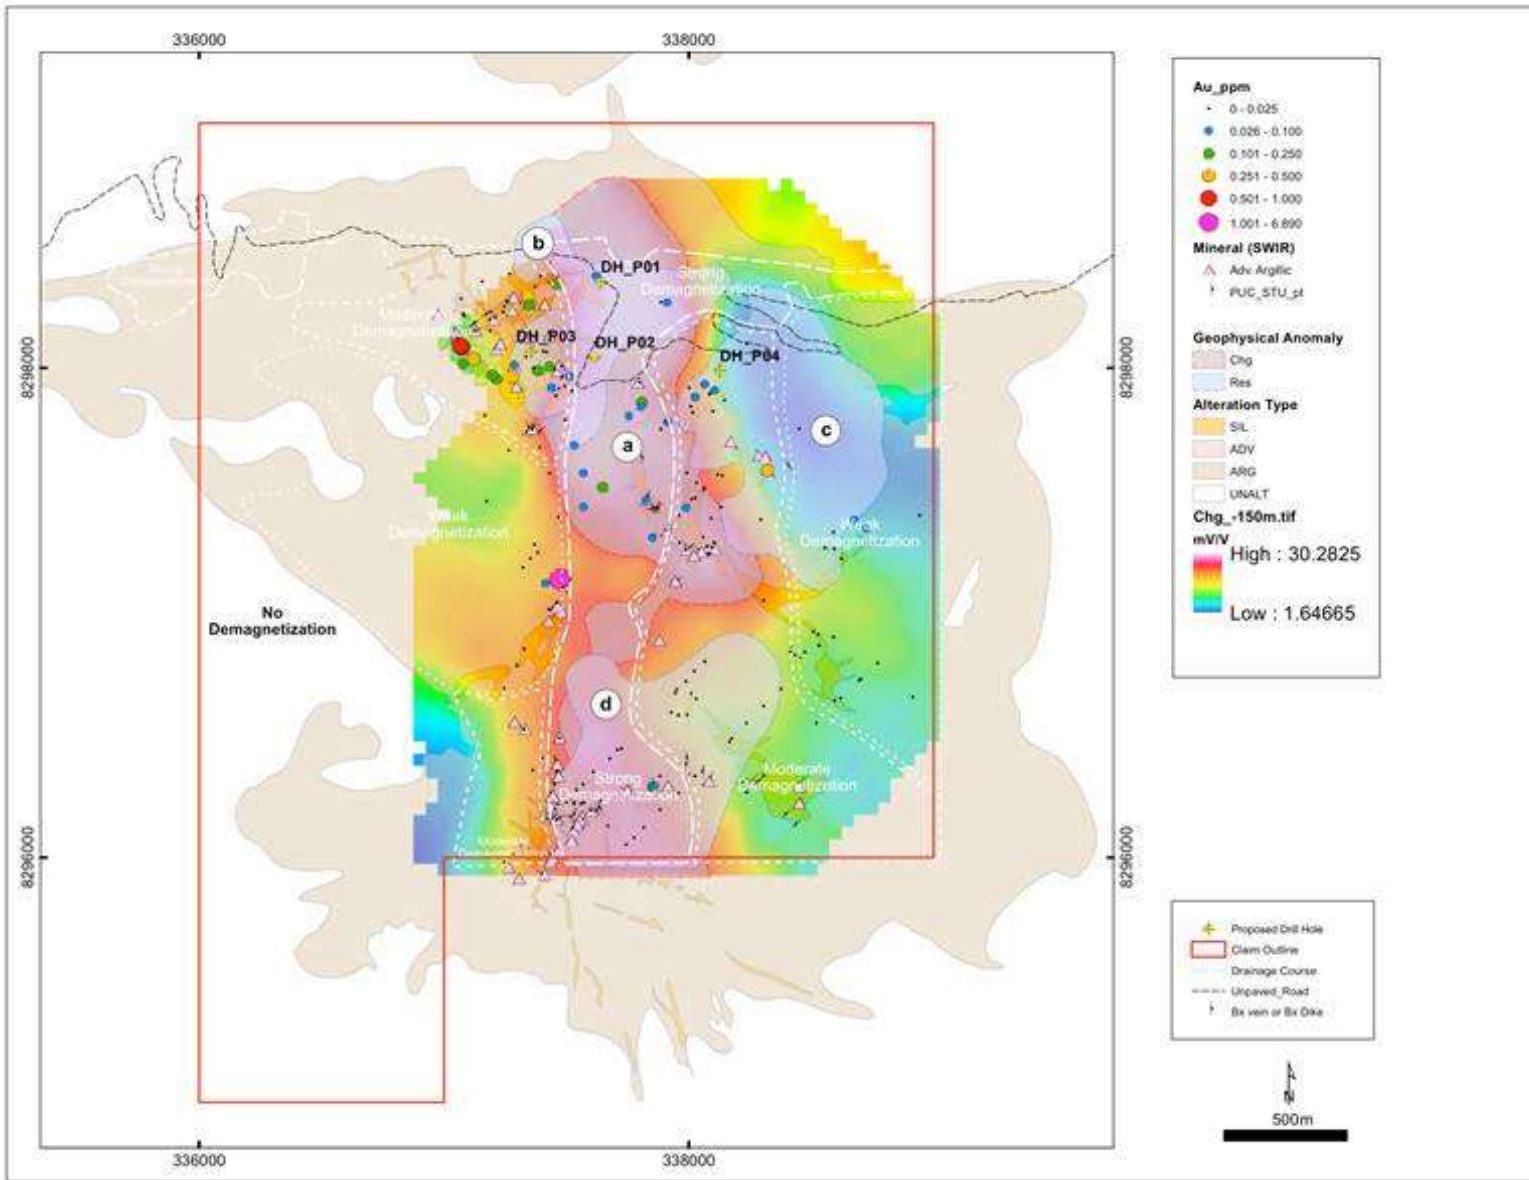 336000
338000
b
DH_P01
Strong
Demagnetization
Moderate
Demagnetization
DH_P03
DH_P02
DH_P04
8298000
8298000
a
c
Weak
Demagnetization
Weak
Demagnetization
No
Demagnetization
d
Strong
Demagnetization
Moderate
Demagnetization
Moderate
Demagnetization
8296000
8296000
336000
338000
Au_ppm
0 - 0.025
0.026 - 0.100
0.101 - 0.250
0.251 - 0.500
0.501 - 1.000
1.001 - 6.890
Mineral (SWIR)
Adv. Argillic
PUC_STU_pt
Geophysical Anomaly
Chg
Res
Alteration Type
SIL
ADV
ARG
UNALT
Chg_-150m.tif
mV/V
High : 30.2825
Low : 1.64665
Proposed Drill Hole
Claim Outline
Drainage Course
Unpaved_Road
Bx vein or Bx Dike
N
500m